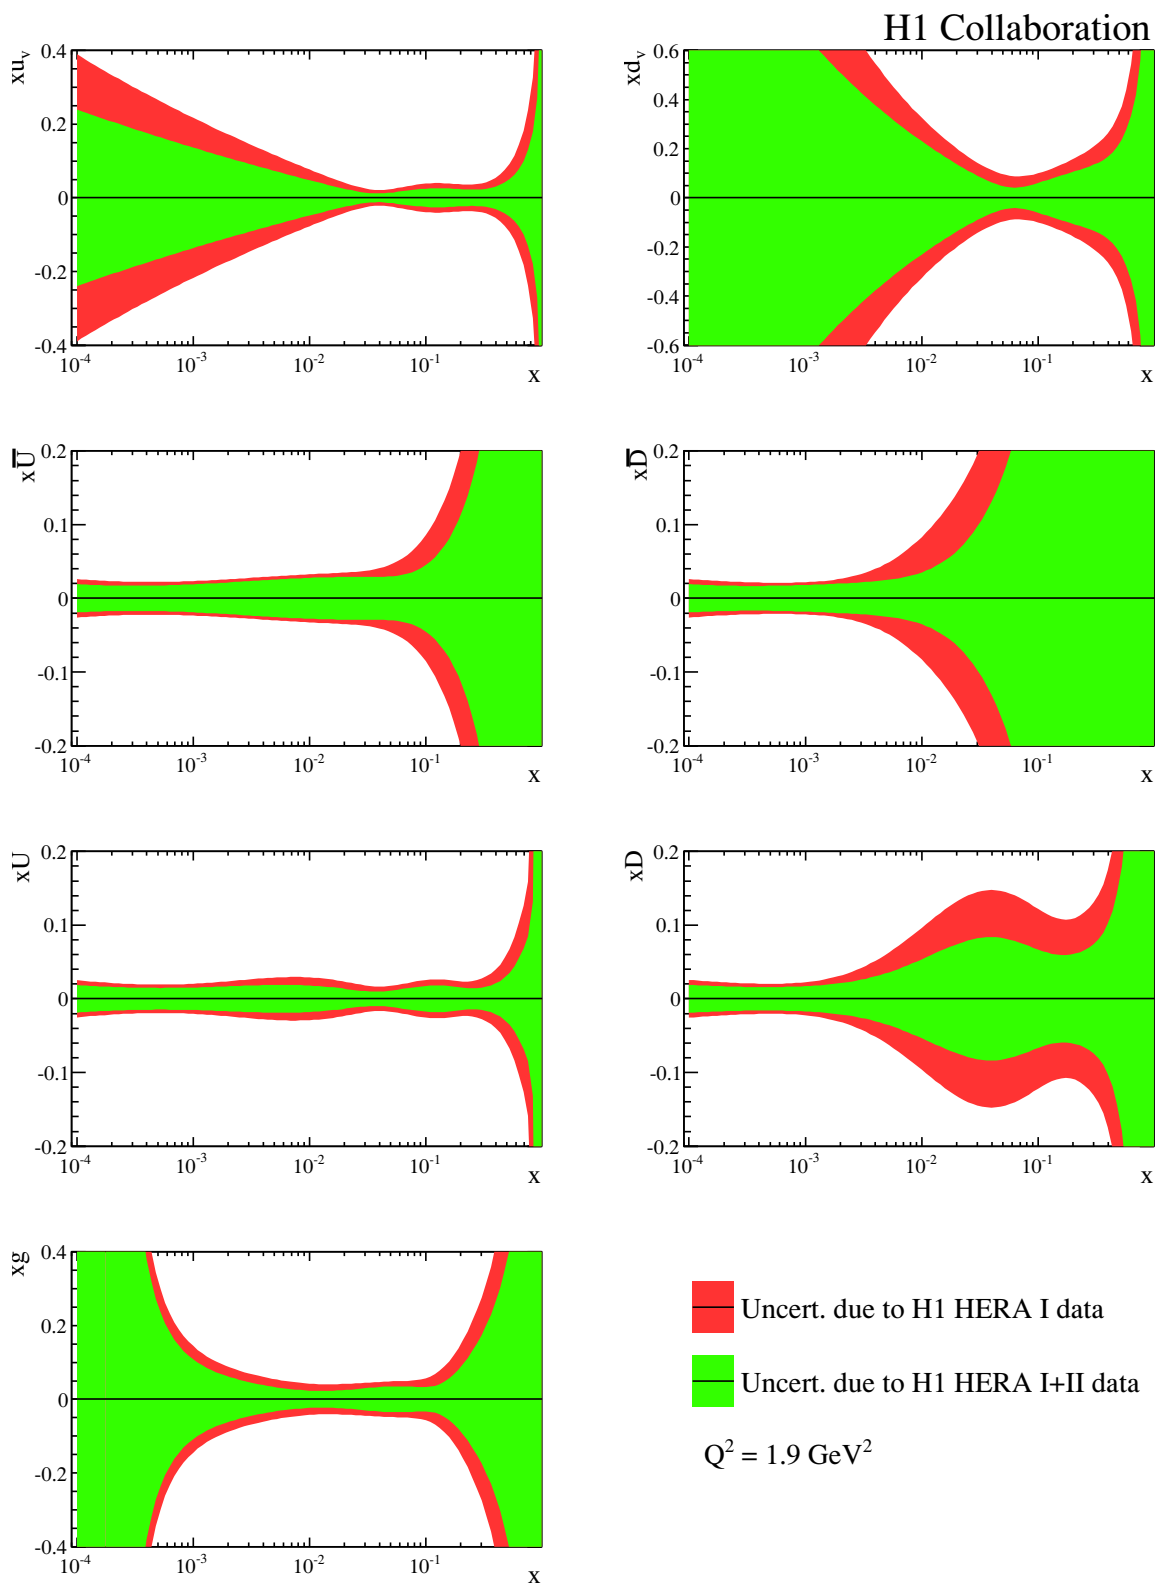 H1 Collaboration
xu_v
0.4
0.2
0
-0.2
-0.4
10^-4 10^-3 10^-2 10^-1
x
xd_v
0.6
0.4
0.2
0
-0.2
-0.4
-0.6
10^-4 10^-3 10^-2 10^-1
x
xU̅
0.2
0.1
0
-0.1
-0.2
10^-4 10^-3 10^-2 10^-1
x
xD̅
0.2
0.1
0
-0.1
-0.2
10^-4 10^-3 10^-2 10^-1
x
xU
0.2
0.1
0
-0.1
-0.2
10^-4 10^-3 10^-2 10^-1
x
xD
0.2
0.1
0
-0.1
-0.2
10^-4 10^-3 10^-2 10^-1
x
xg
0.4
0.2
0
-0.2
-0.4
10^-4 10^-3 10^-2 10^-1
x
Uncert. due to H1 HERA I data
Uncert. due to H1 HERA I+II data
Q² = 1.9 GeV²